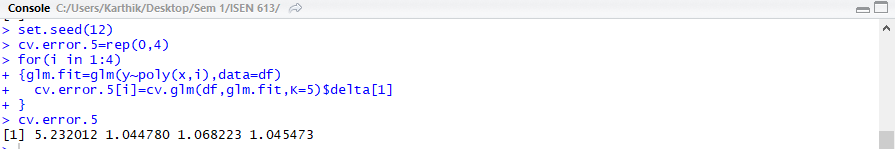 Console C:/Users/Karthik/Desktop/Sem 1/ISEN 613/
> set.seed(12)
> cv.error.5=rep(0,4)
> for(i in 1:4)
+ {glm.fit=glm(y~poly(x,i),data=df)
+   cv.error.5[i]=cv.glm(df,glm.fit,K=5)$delta[1]
+ }
> cv.error.5
[1] 5.232012 1.044780 1.068223 1.045473